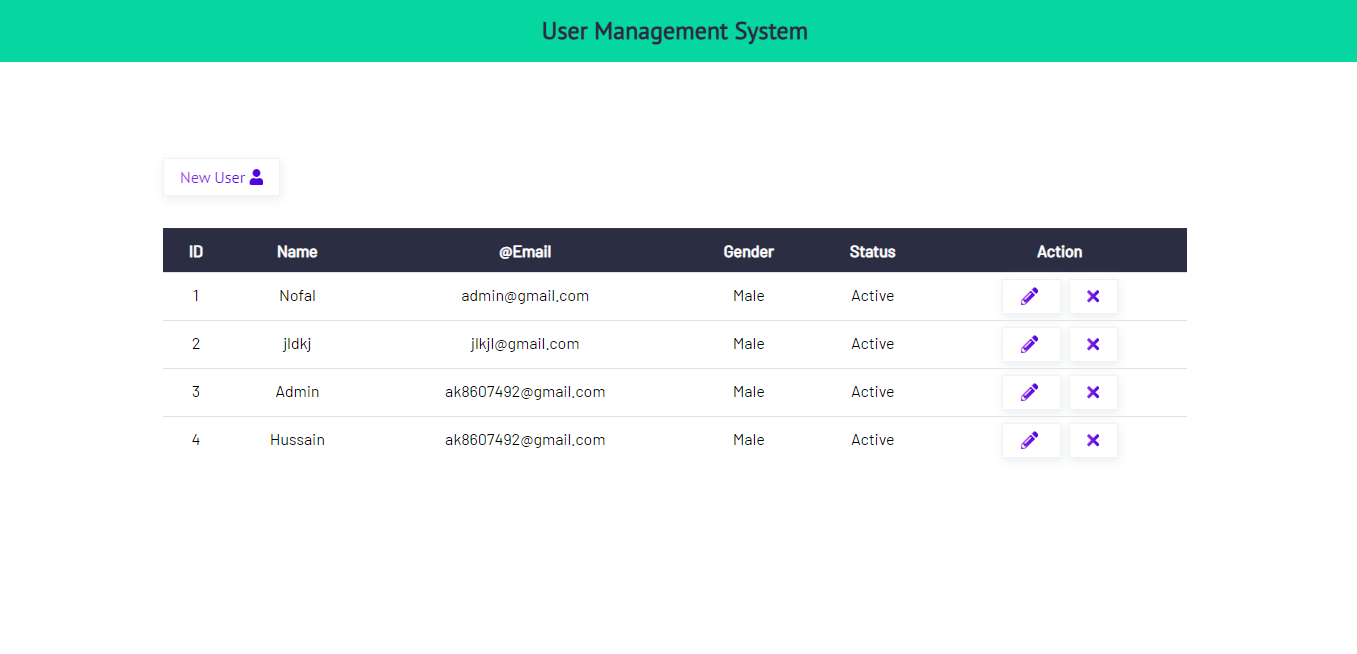 User Management System
New User
ID Name @Email Gender Status Action
1 Nofal admin@gmail.com Male Active
2 jldkj jlkjl@gmail.com Male Active
3 Admin ak8607492@gmail.com Male Active
4 Hussain ak8607492@gmail.com Male Active